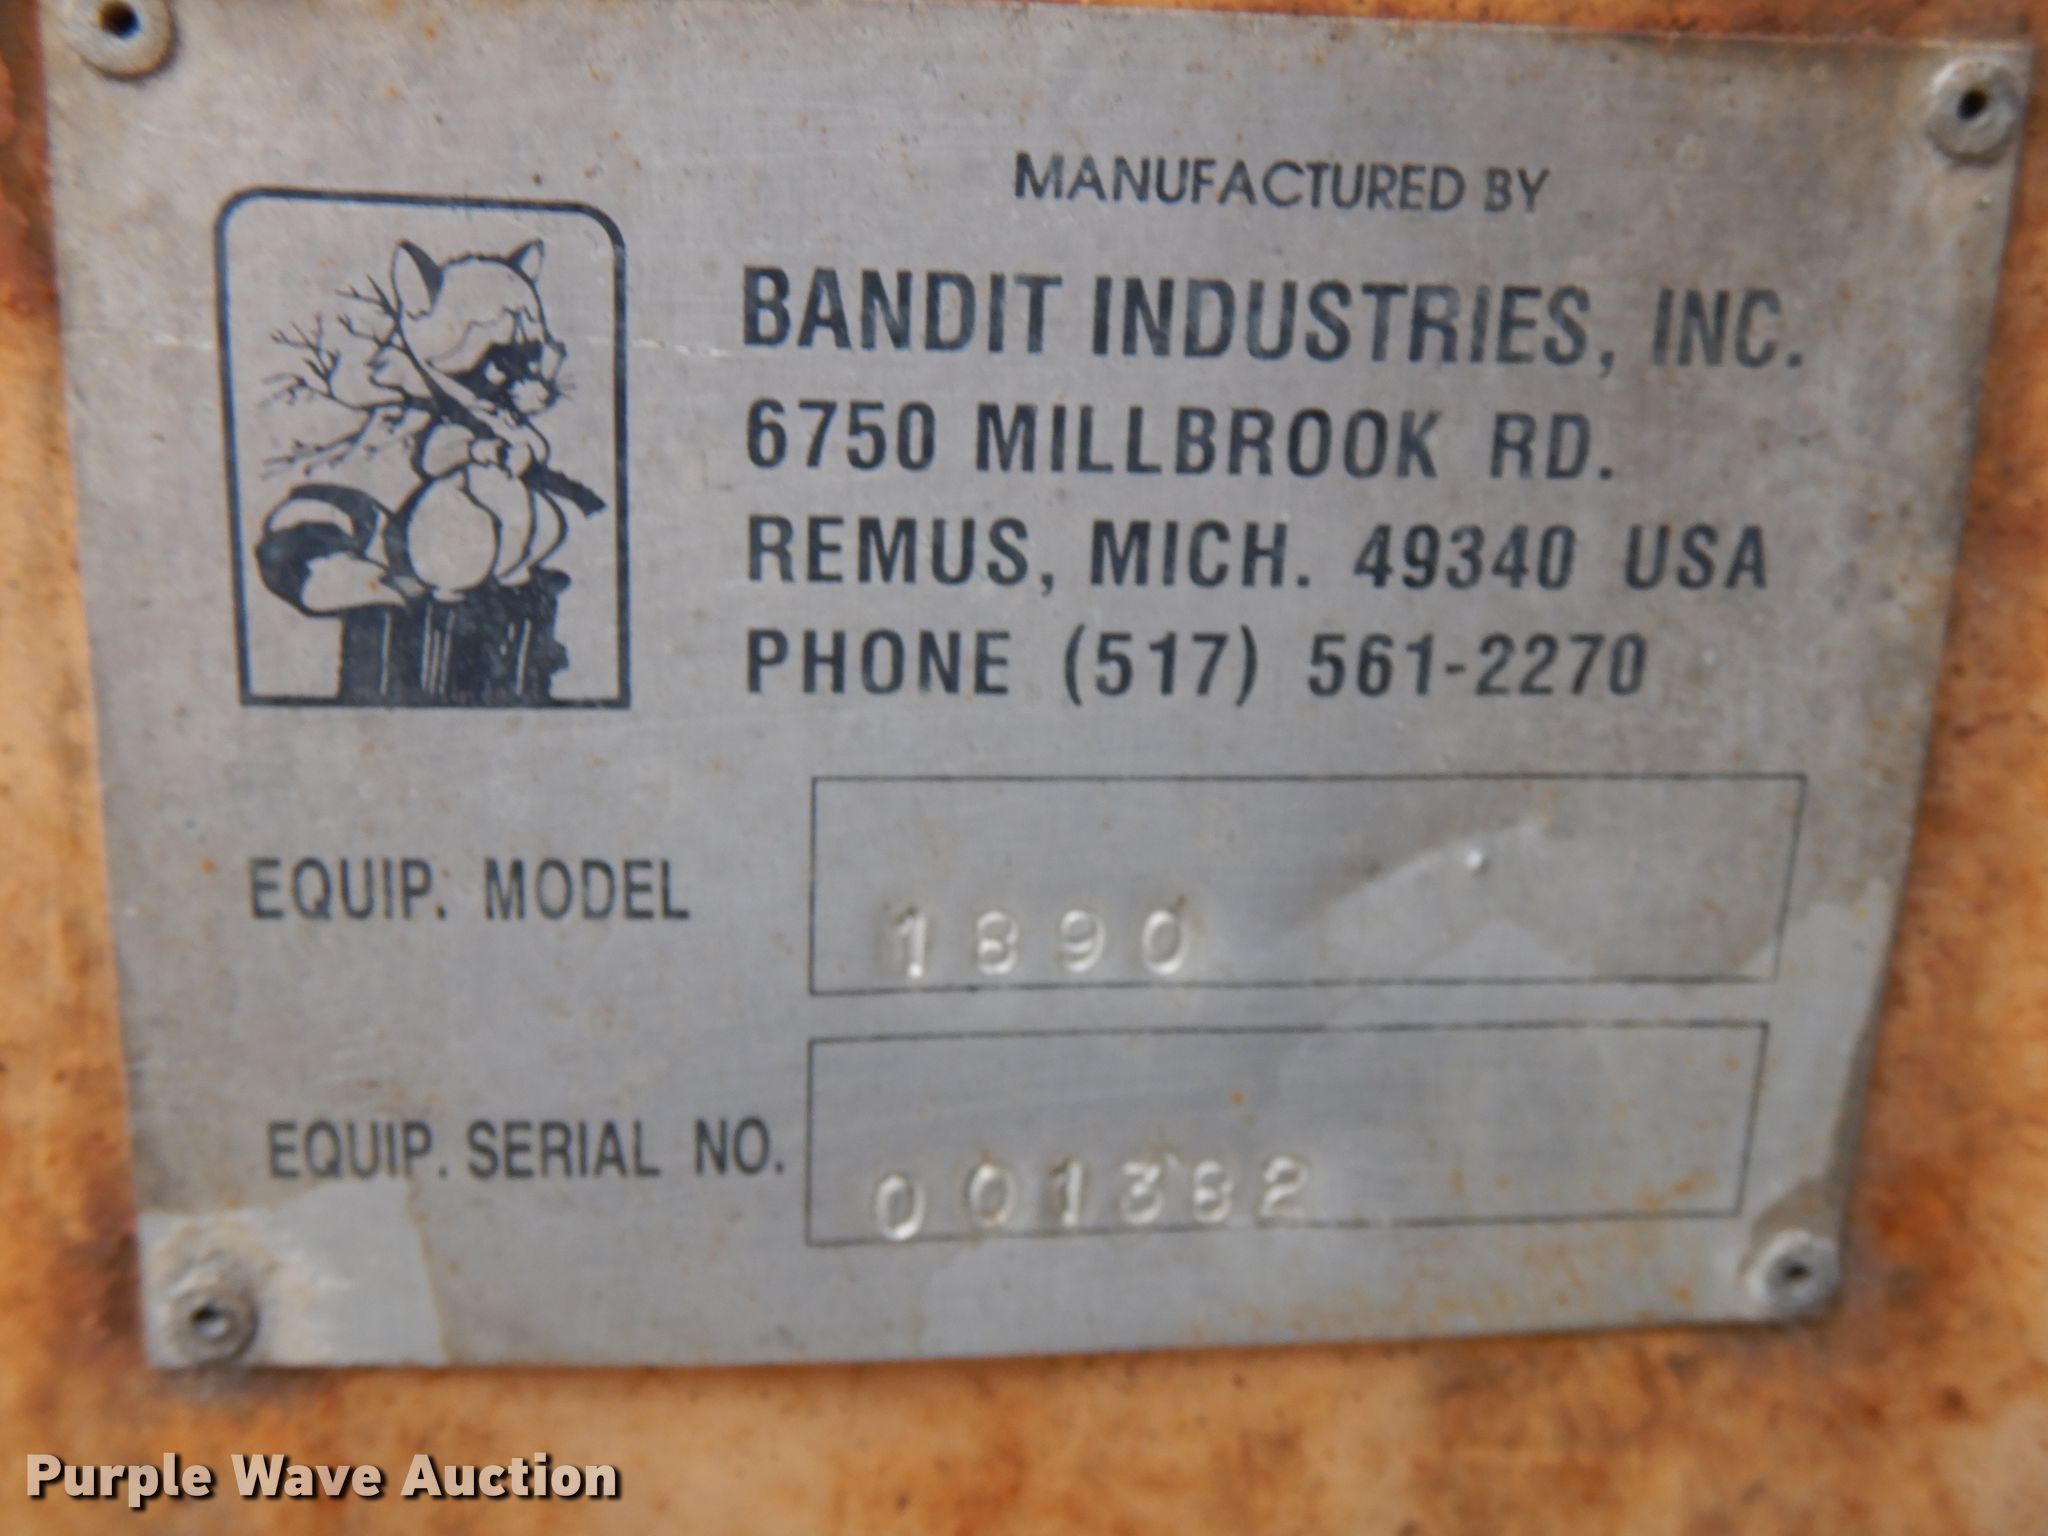 MANUFACTURED BY
BANDIT INDUSTRIES, INC.
6750 MILLBROOK RD.
REMUS, MICH. 49340 USA
PHONE (517) 561-2270
EQUIP. MODEL 1890
EQUIP. SERIAL NO. 001382
Purple Wave Auction